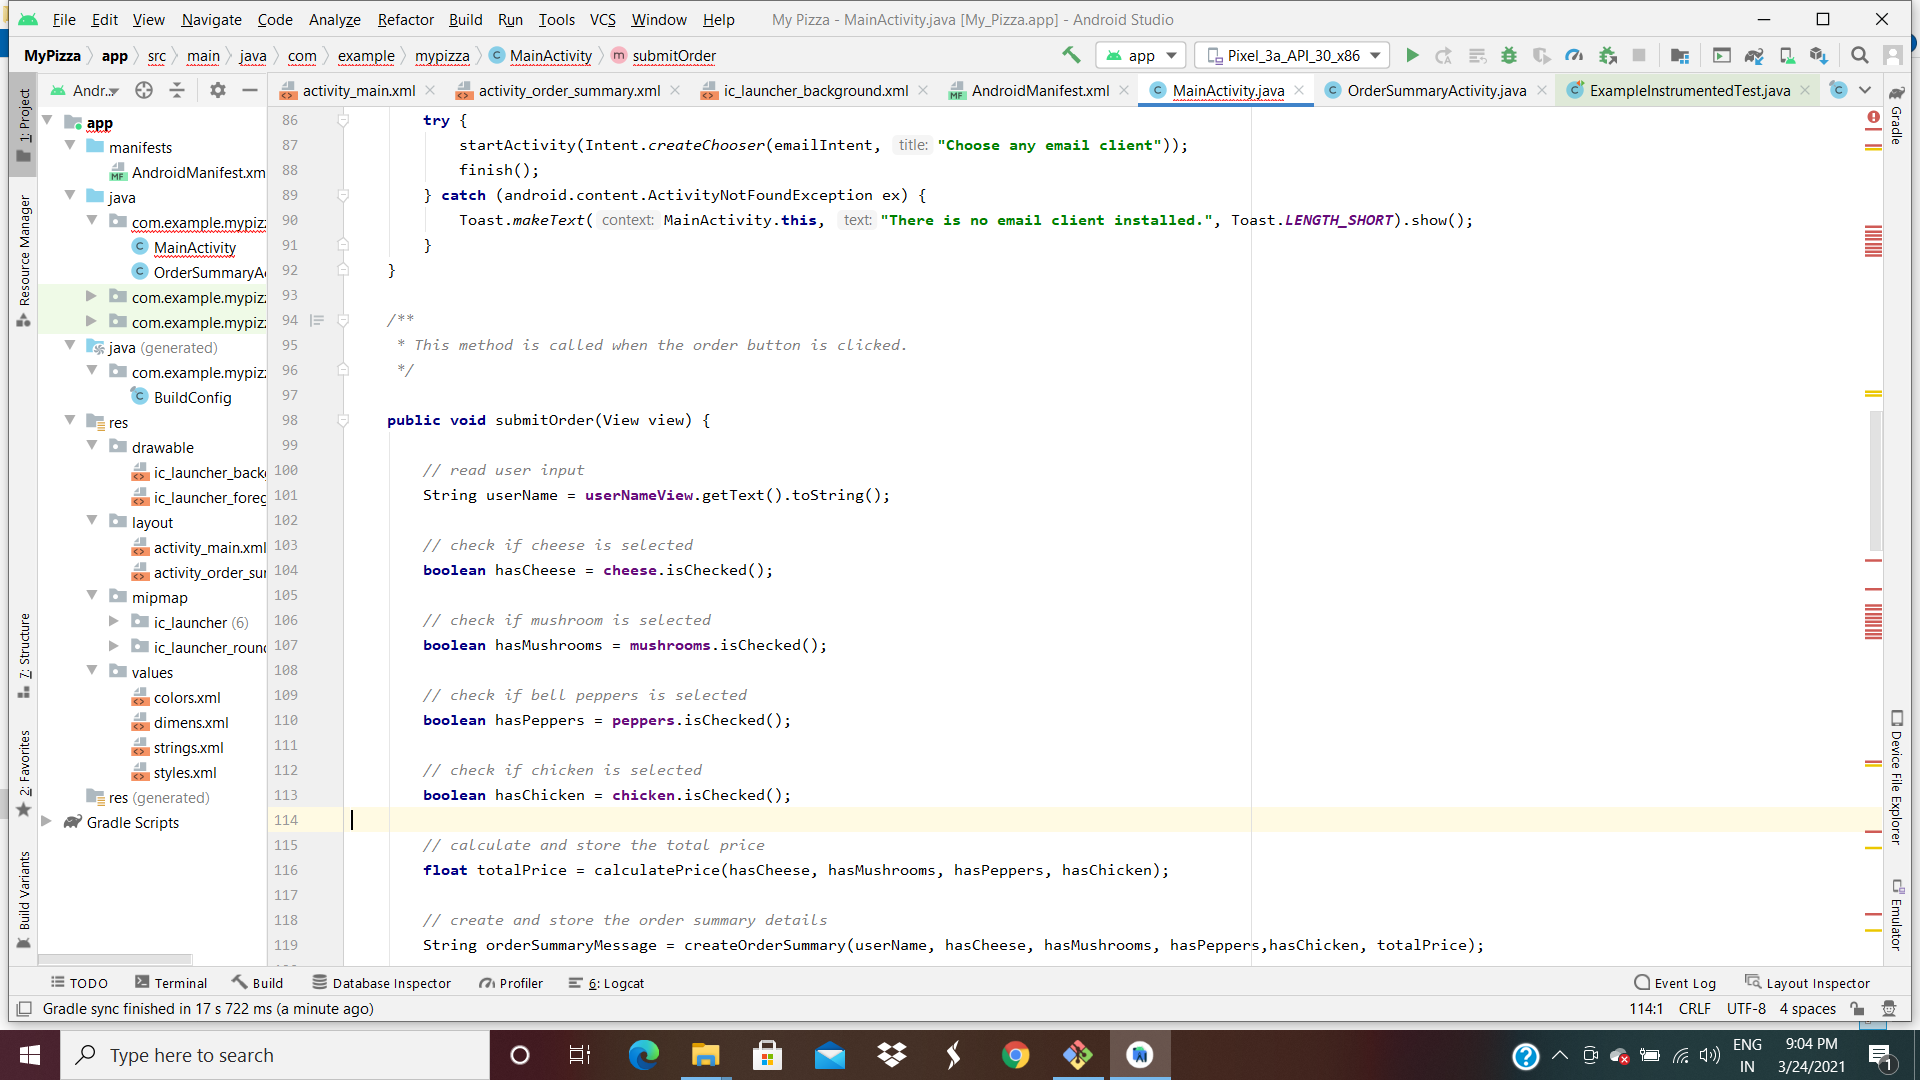 File Edit View Navigate Code Analyze Refactor Build Run Tools VCS Window Help My Pizza - MainActivity.java [My_Pizza.app] - Android Studio
MyPizza app src main java com example mypizza MainActivity submitOrder app Pixel_3a_API_30_x86
Andr... activity_main.xml activity_order_summary.xml ic_launcher_background.xml AndroidManifest.xml MainActivity.java OrderSummaryActivity.java ExampleInstrumentedTest.java
1: Project
Resource Manager
7: Structure
2: Favorites
Build Variants
app
manifests
AndroidManifest.xm
java
com.example.mypizz
MainActivity
OrderSummaryA
com.example.mypizz
com.example.mypizz
java (generated)
com.example.mypizz
BuildConfig
res
drawable
ic_launcher_back
ic_launcher_foreg
layout
activity_main.xml
activity_order_sur
mipmap
ic_launcher (6)
ic_launcher_roun
values
colors.xml
dimens.xml
strings.xml
styles.xml
res (generated)
Gradle Scripts
86 try {
87 startActivity(Intent.createChooser(emailIntent, title: "Choose any email client"));
88 finish();
89 } catch (android.content.ActivityNotFoundException ex) {
90 Toast.makeText( context: MainActivity.this, text: "There is no email client installed.", Toast.LENGTH_SHORT).show();
91 }
92 }
93
94 /**
95 * This method is called when the order button is clicked.
96 */
97
98 public void submitOrder(View view) {
99
100 // read user input
101 String userName = userNameView.getText().toString();
102
103 // check if cheese is selected
104 boolean hasCheese = cheese.isChecked();
105
106 // check if mushroom is selected
107 boolean hasMushrooms = mushrooms.isChecked();
108
109 // check if bell peppers is selected
110 boolean hasPeppers = peppers.isChecked();
111
112 // check if chicken is selected
113 boolean hasChicken = chicken.isChecked();
114
115 // calculate and store the total price
116 float totalPrice = calculatePrice(hasCheese, hasMushrooms, hasPeppers, hasChicken);
117
118 // create and store the order summary details
119 String orderSummaryMessage = createOrderSummary(userName, hasCheese, hasMushrooms, hasPeppers,hasChicken, totalPrice);
Gradle
Device File Explorer
Emulator
TODO Terminal Build Database Inspector Profiler 6: Logcat Event Log Layout Inspector
Gradle sync finished in 17 s 722 ms (a minute ago) 114:1 CRLF UTF-8 4 spaces
Type here to search
ENG
IN
9:04 PM
3/24/2021
1